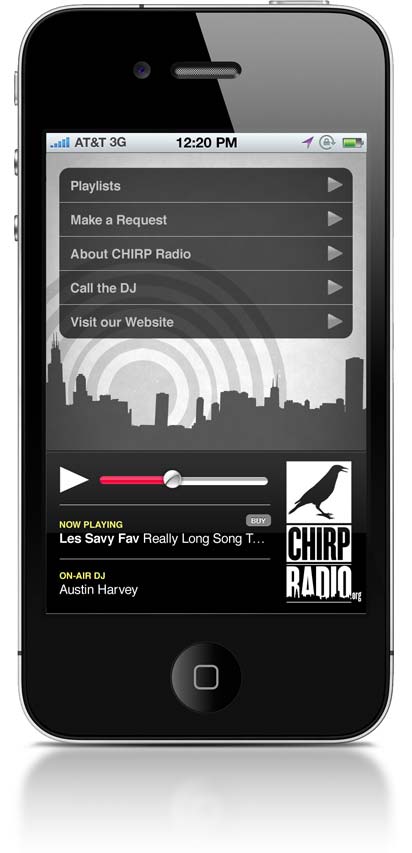 AT&T 3G 12:20 PM
Playlists
Make a Request
About CHIRP Radio
Call the DJ
Visit our Website
NOW PLAYING BUY
Les Savy Fav Really Long Song T...
ON-AIR DJ
Austin Harvey
CHIRP
RADIO.org